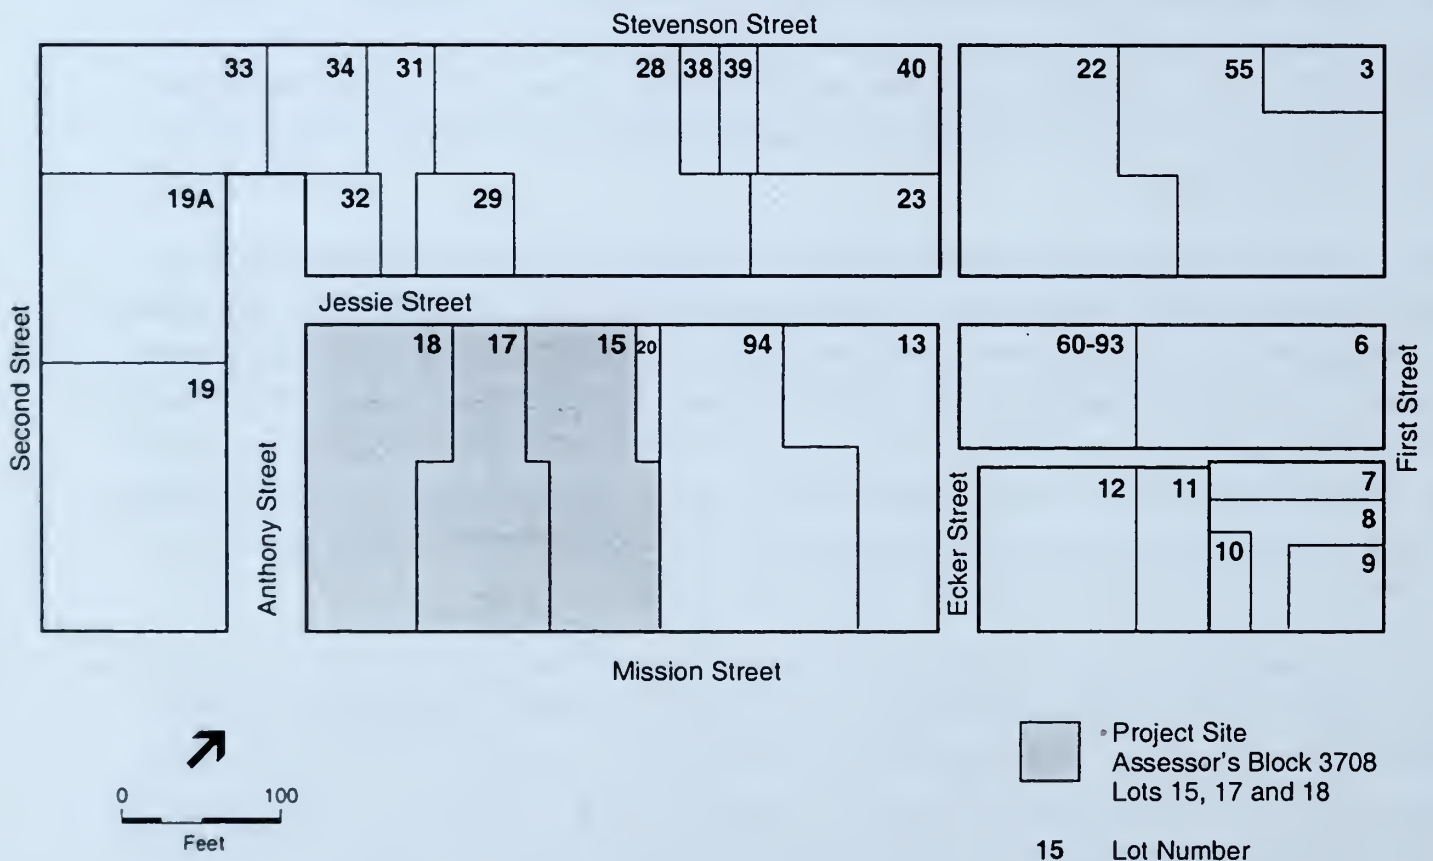 Stevenson Street
33 34 31 28 38 39 40 22 55 3
19A 32 29 23
Jessie Street
18 17 15 20 94 13 60-93 6
19
Second Street
Anthony Street
Ecker Street
First Street
12 11 7
8
10 9
Mission Street
0 100
Feet
Project Site
Assessor's Block 3708
Lots 15, 17 and 18
15 Lot Number